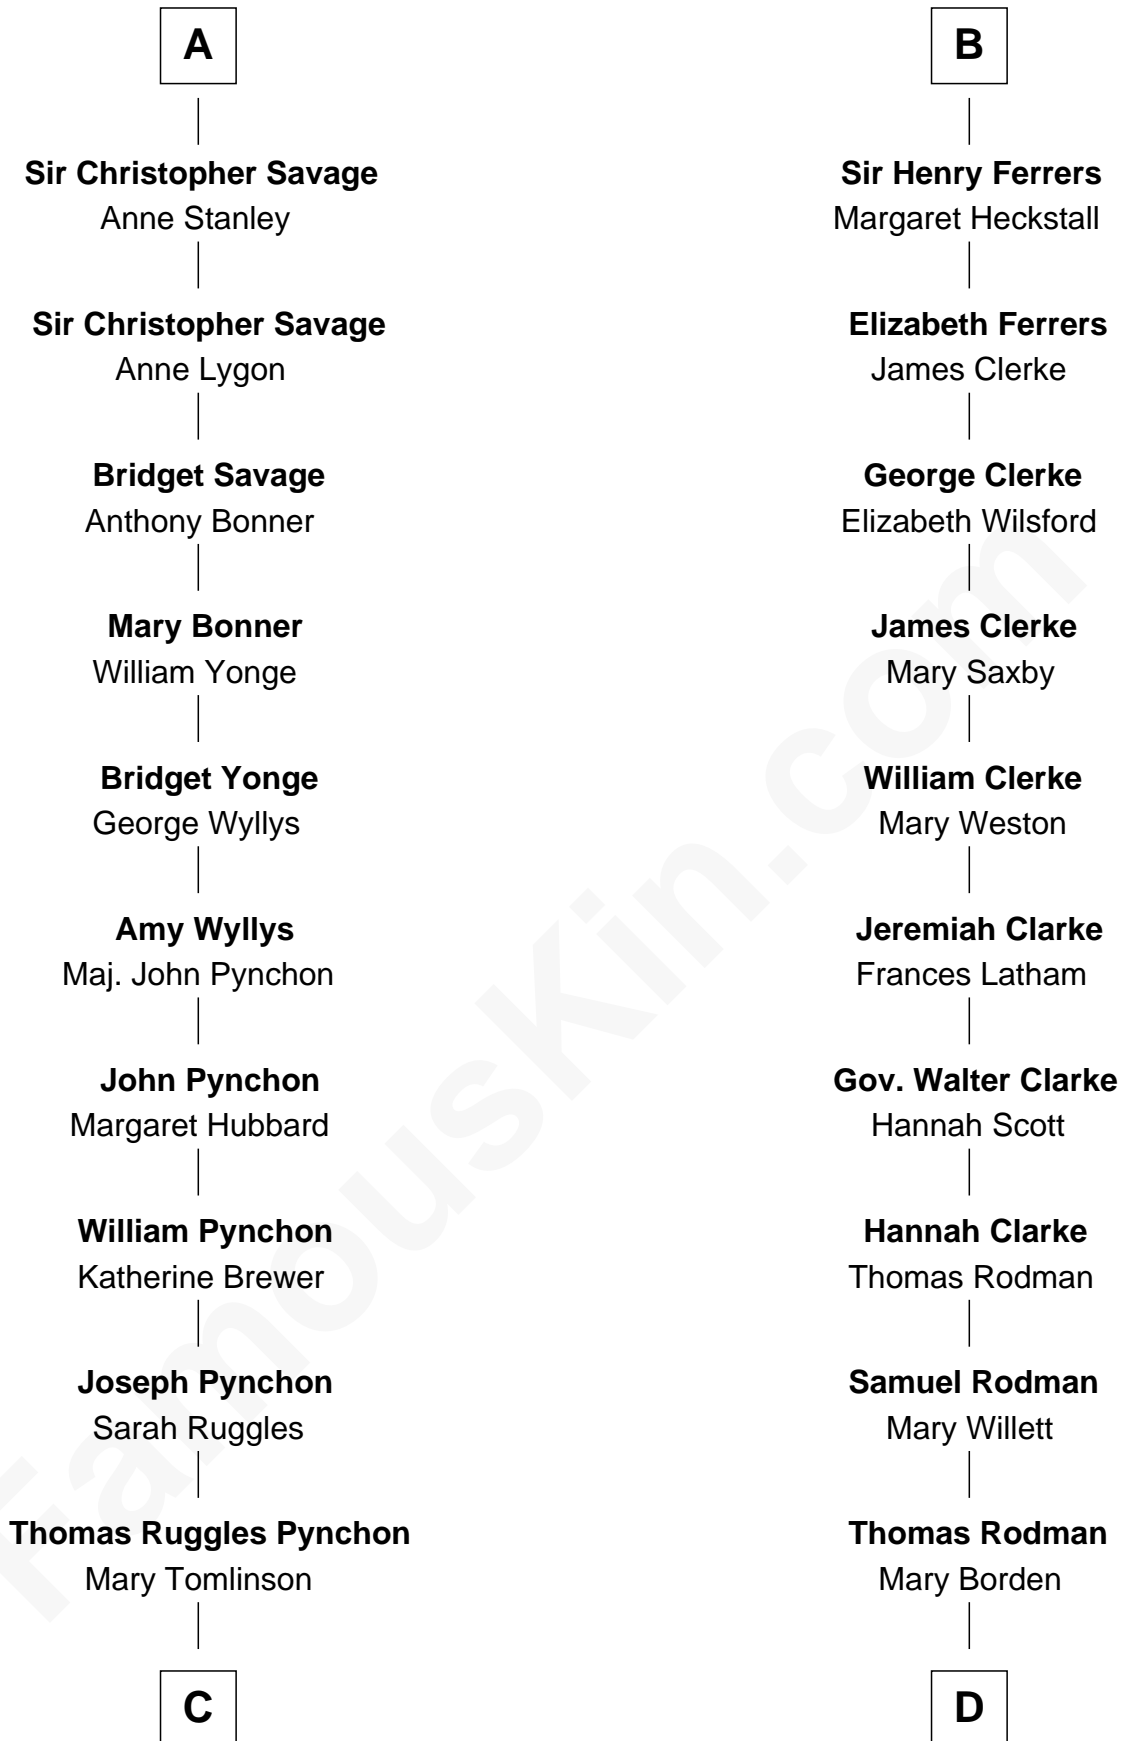 A
Sir Christopher Savage
Anne Stanley
Sir Christopher Savage
Anne Lygon
Bridget Savage
Anthony Bonner
Mary Bonner
William Yonge
Bridget Yonge
George Wyllys
Amy Wyllys
Maj. John Pynchon
John Pynchon
Margaret Hubbard
William Pynchon
Katherine Brewer
Joseph Pynchon
Sarah Ruggles
Thomas Ruggles Pynchon
Mary Tomlinson
C
B
Sir Henry Ferrers
Margaret Heckstall
Elizabeth Ferrers
James Clerke
George Clerke
Elizabeth Wilsford
James Clerke
Mary Saxby
William Clerke
Mary Weston
Jeremiah Clarke
Frances Latham
Gov. Walter Clarke
Hannah Scott
Hannah Clarke
Thomas Rodman
Samuel Rodman
Mary Willett
Thomas Rodman
Mary Borden
D
FamousKin.com